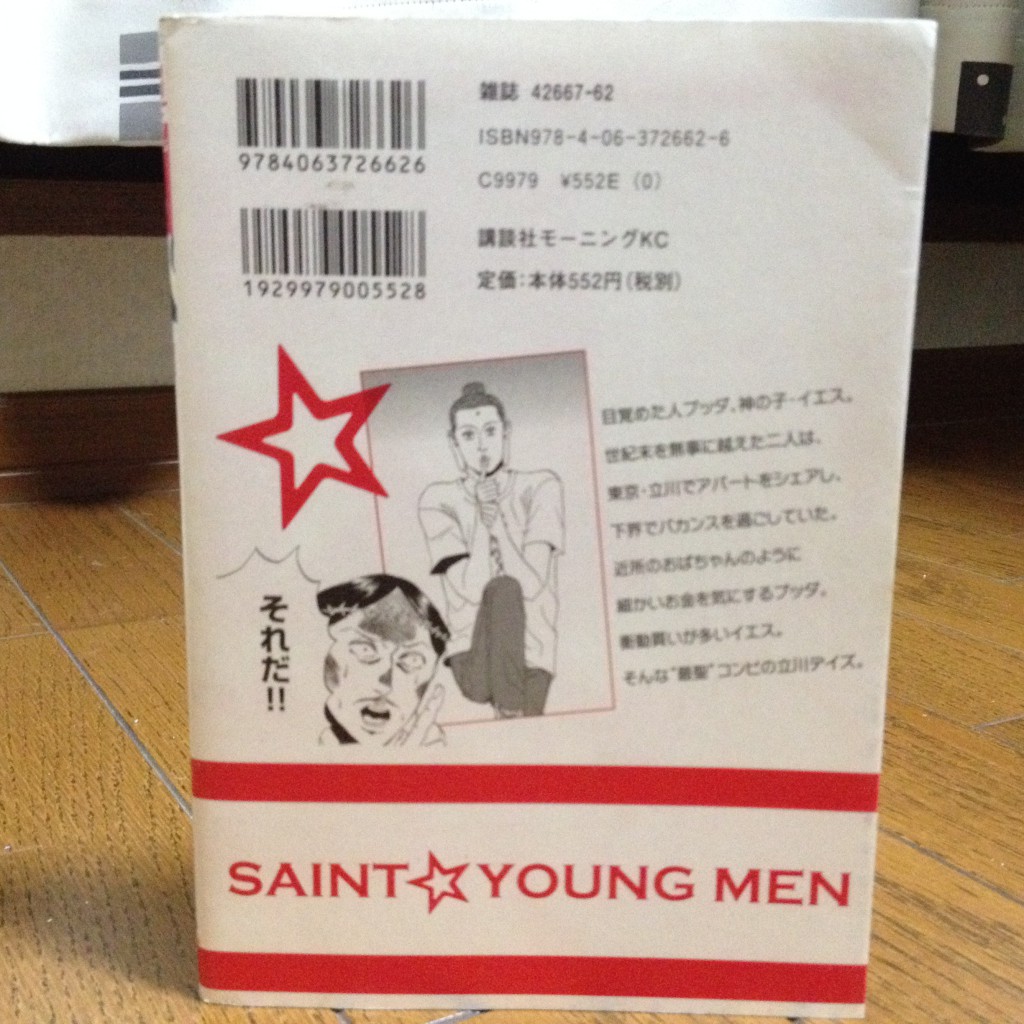 9784063726626
1929979005528
雑誌 42667-62
ISBN978-4-06-372662-6
C9979 ¥552E (0)
講談社モーニングKC
定価:本体552円(税別)
目覚めた人ブッダ、神の子・イエス。
世紀末を無事に越えた二人は、
東京・立川でアパートをシェアし、
下界でバカンスを過ごしていた。
近所のおばちゃんのように
細かいお金を気にするブッダ。
衝動買いが多いイエス。
そんな"最聖"コンビの立川デイズ。
それだ!!
SAINT☆YOUNG MEN